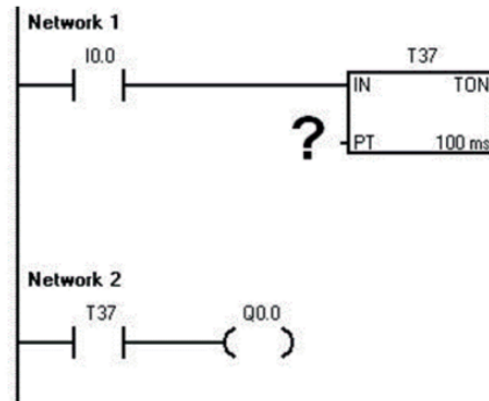 Network 1
I0.0
T37
IN TON
? PT 100 ms
Network 2
T37 Q0.0